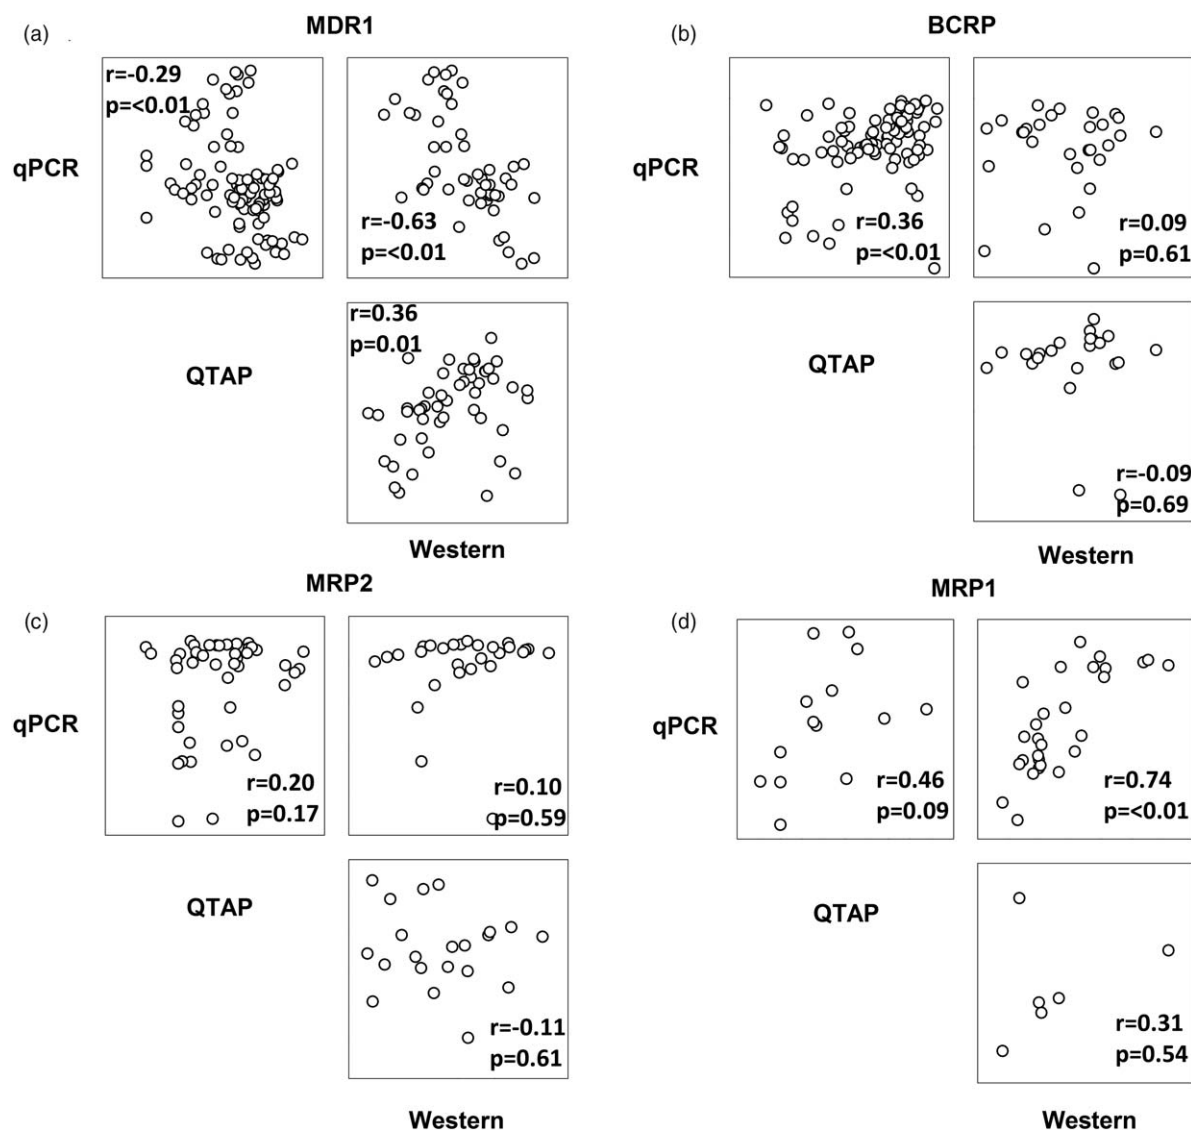 (a)
MDR1
r=-0.29
p=<0.01
qPCR
r=-0.63
p=<0.01
r=0.36
p=0.01
QTAP
Western
(b)
BCRP
r=0.36
p=<0.01
r=0.09
p=0.61
qPCR
QTAP
r=-0.09
p=0.69
Western
(c)
MRP2
qPCR
r=0.20
p=0.17
r=0.10
p=0.59
QTAP
r=-0.11
p=0.61
Western
(d)
MRP1
qPCR
r=0.46
p=0.09
r=0.74
p=<0.01
QTAP
r=0.31
p=0.54
Western